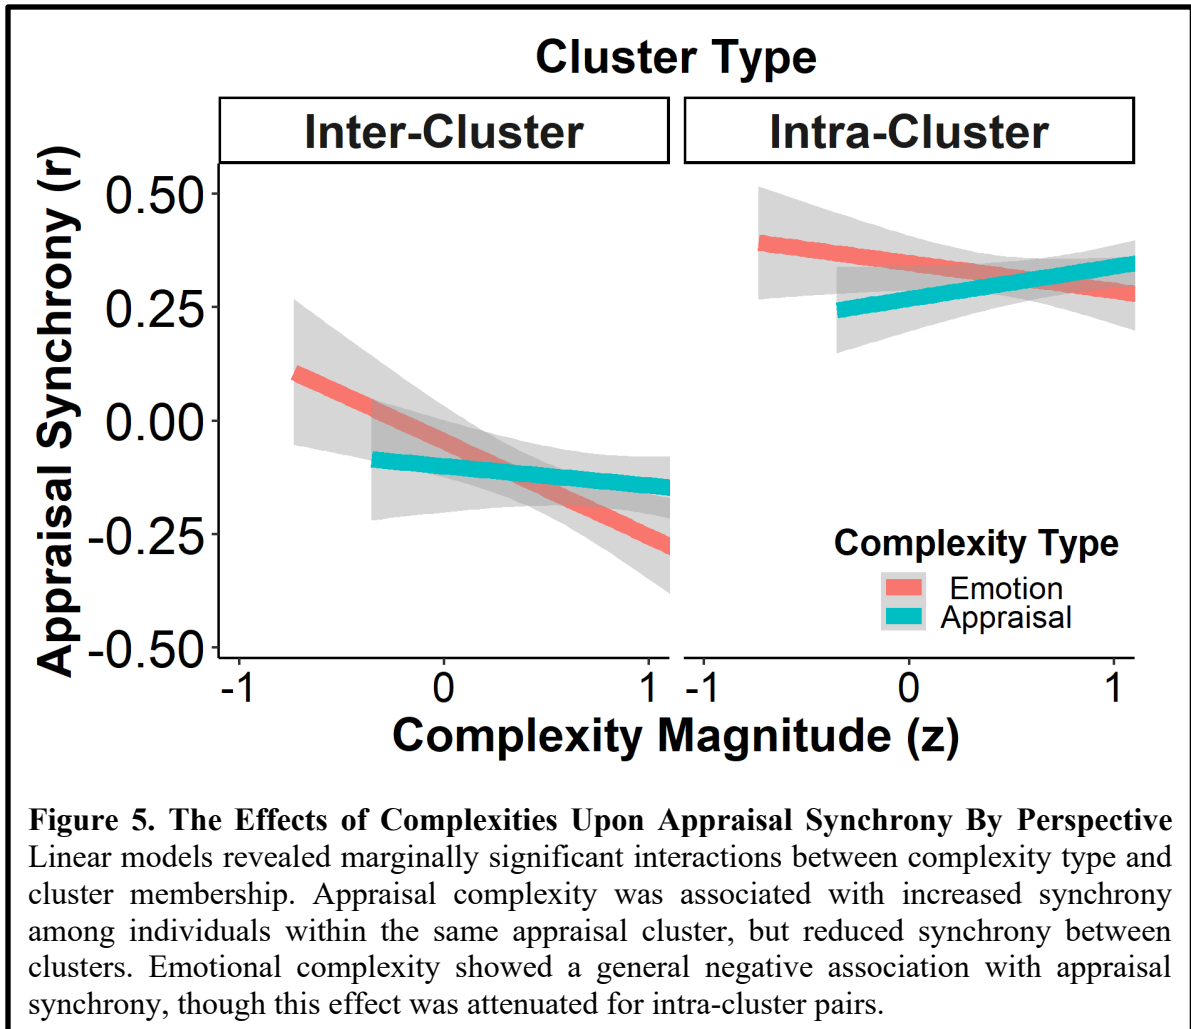 Cluster Type
Inter-Cluster
Intra-Cluster
Appraisal Synchrony (r)
0.50
0.25
0.00
-0.25
-0.50
Complexity Type
Emotion
Appraisal
-1 0 1
-1 0 1
Complexity Magnitude (z)
Figure 5. The Effects of Complexities Upon Appraisal Synchrony By Perspective
Linear models revealed marginally significant interactions between complexity type and
cluster membership. Appraisal complexity was associated with increased synchrony
among individuals within the same appraisal cluster, but reduced synchrony between
clusters. Emotional complexity showed a general negative association with appraisal
synchrony, though this effect was attenuated for intra-cluster pairs.